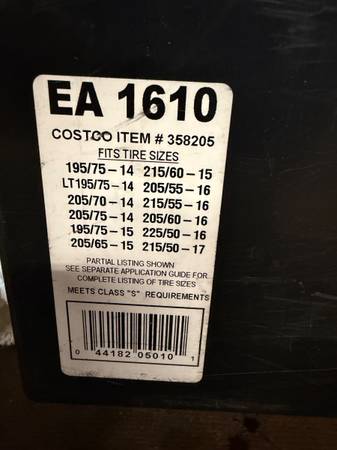 EA 1610
COSTCO ITEM # 358205
FITS TIRE SIZES
195/75 – 14 215/60 – 15
LT195/75 – 14 205/55 – 16
205/70 – 14 215/55 – 16
205/75 – 14 205/60 – 16
195/75 – 15 225/50 – 16
205/65 – 15 215/50 – 17
PARTIAL LISTING SHOWN
SEE SEPARATE APPLICATION GUIDE FOR
COMPLETE LISTING OF TIRE SIZES
MEETS CLASS "S" REQUIREMENTS
0 44182 05010 1